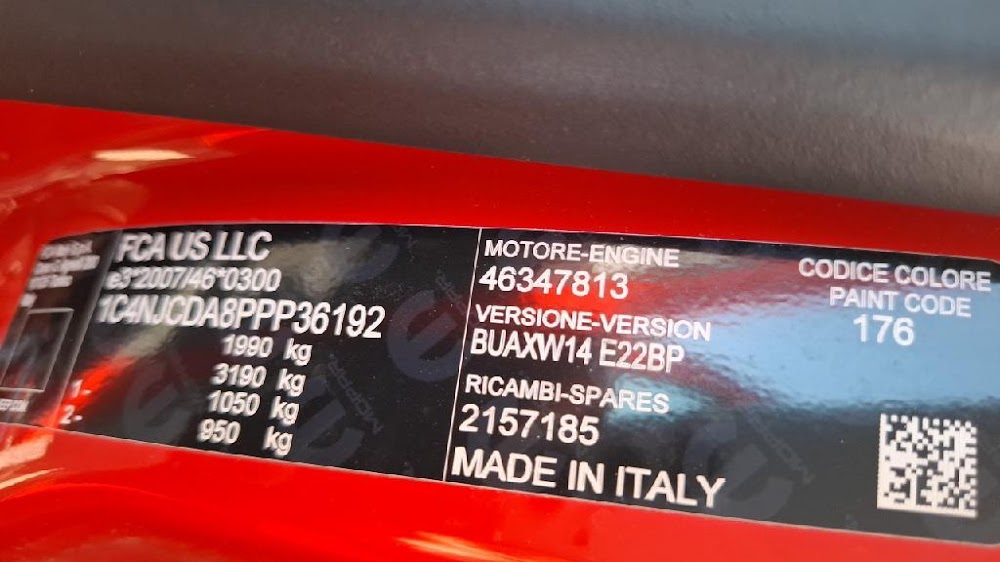 FCA US LLC
e3*2007/46*0300
1C4NJCDA8PPP36192
1990 kg
3190 kg
1- 1050 kg
2- 950 kg
MOTORE-ENGINE
46347813
VERSIONE-VERSION
BUAXW14 E22BP
RICAMBI-SPARES
2157185
MADE IN ITALY
CODICE COLORE
PAINT CODE
176